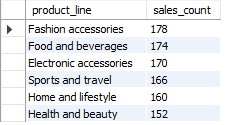 product_line sales_count
Fashion accessories 178
Food and beverages 174
Electronic accessories 170
Sports and travel 166
Home and lifestyle 160
Health and beauty 152